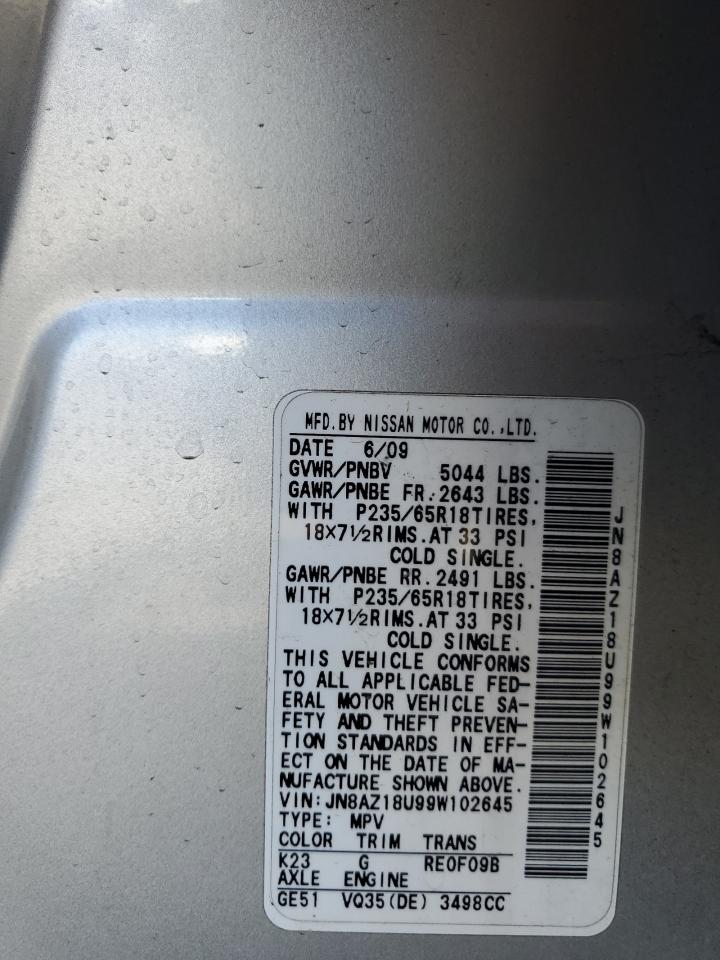 MFD.BY NISSAN MOTOR CO.,LTD.
DATE 6/09
GVWR/PNBV 5044 LBS.
GAWR/PNBE FR.2643 LBS.
WITH P235/65R18TIRES,
18×7½RIMS.AT 33 PSI
COLD SINGLE.
GAWR/PNBE RR.2491 LBS.
WITH P235/65R18TIRES,
18×7½RIMS.AT 33 PSI
COLD SINGLE.
THIS VEHICLE CONFORMS
TO ALL APPLICABLE FED-
ERAL MOTOR VEHICLE SA-
FETY AND THEFT PREVEN-
TION STANDARDS IN EFF-
ECT ON THE DATE OF MA-
NUFACTURE SHOWN ABOVE.
VIN:JN8AZ18U99W102645
TYPE: MPV
COLOR TRIM TRANS
K23 G RE0F09B
AXLE ENGINE
GE51 VQ35(DE) 3498CC
JN8AZ18U99W102645